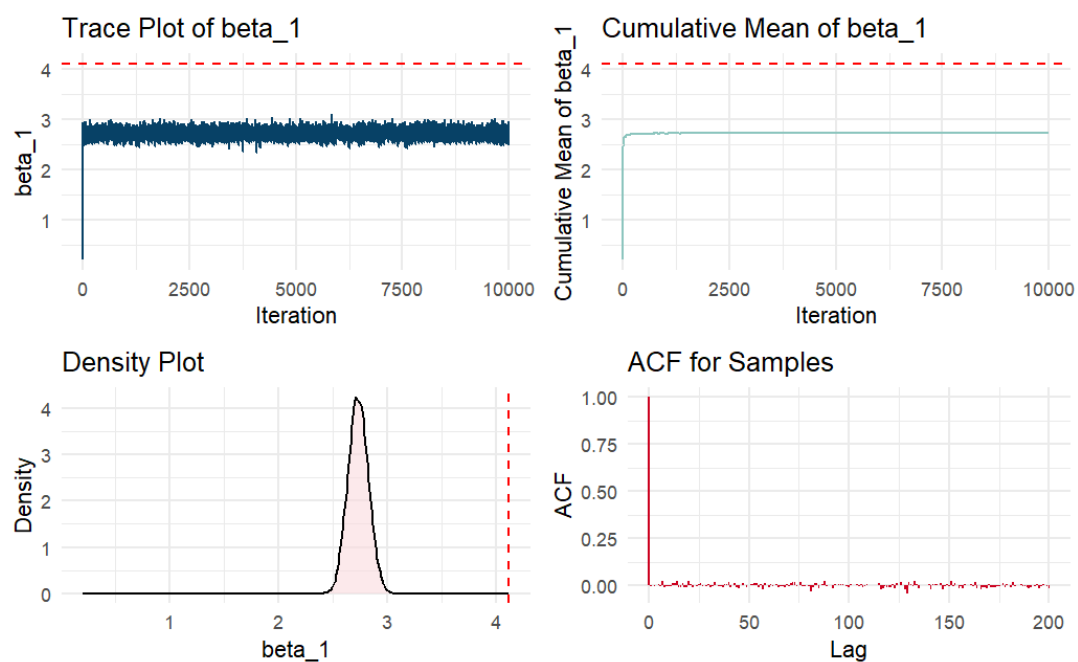 Trace Plot of beta_1
beta_1
4
3
2
1
0 2500 5000 7500 10000
Iteration
Cumulative Mean of beta_1
Cumulative Mean of beta_1
4
3
2
1
0 2500 5000 7500 10000
Iteration
Density Plot
Density
4
3
2
1
0
1 2 3 4
beta_1
ACF for Samples
ACF
1.00
0.75
0.50
0.25
0.00
0 50 100 150 200
Lag